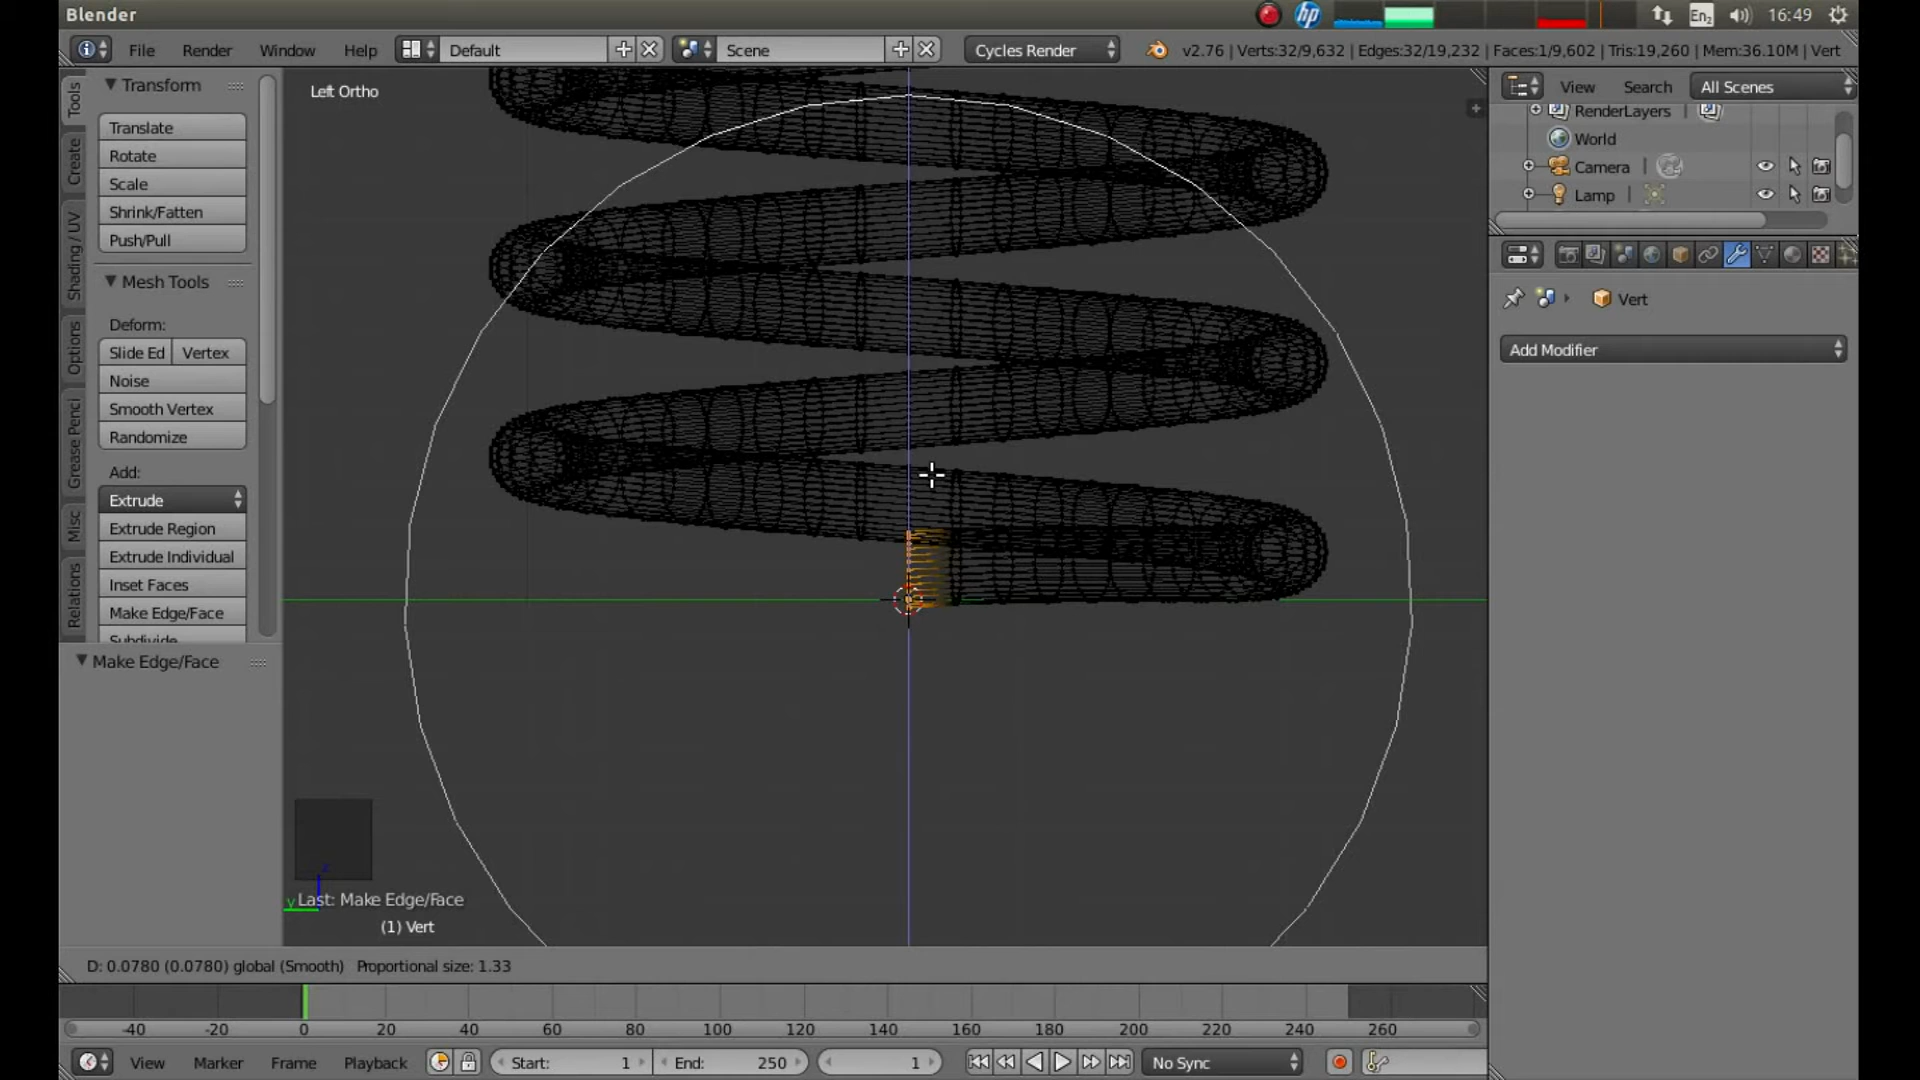 Blender
En2
16:49
File
Render
Window
Help
Default
Scene
Cycles Render
v2.76 | Verts:32/9,632 | Edges:32/19,232 | Faces:1/9,602 | Tris:19,260 | Mem:36.10M | Vert
Tools
Create
Shading / UV
Options
Grease Penci
Misc
Relations
Transform
Translate
Rotate
Scale
Shrink/Fatten
Push/Pull
Mesh Tools
Deform:
Slide Ed
Vertex
Noise
Smooth Vertex
Randomize
Add:
Extrude
Extrude Region
Extrude Individual
Inset Faces
Make Edge/Face
Subdivide
Make Edge/Face
Left Ortho
z
y
Last: Make Edge/Face
(1) Vert
D: 0.0780 (0.0780) global (Smooth) Proportional size: 1.33
View
Search
All Scenes
RenderLayers
World
Camera
Lamp
Vert
Add Modifier
-40 -20 0 20 40 60 80 100 120 140 160 180 200 220 240 260
View
Marker
Frame
Playback
Start: 1
End: 250
1
No Sync